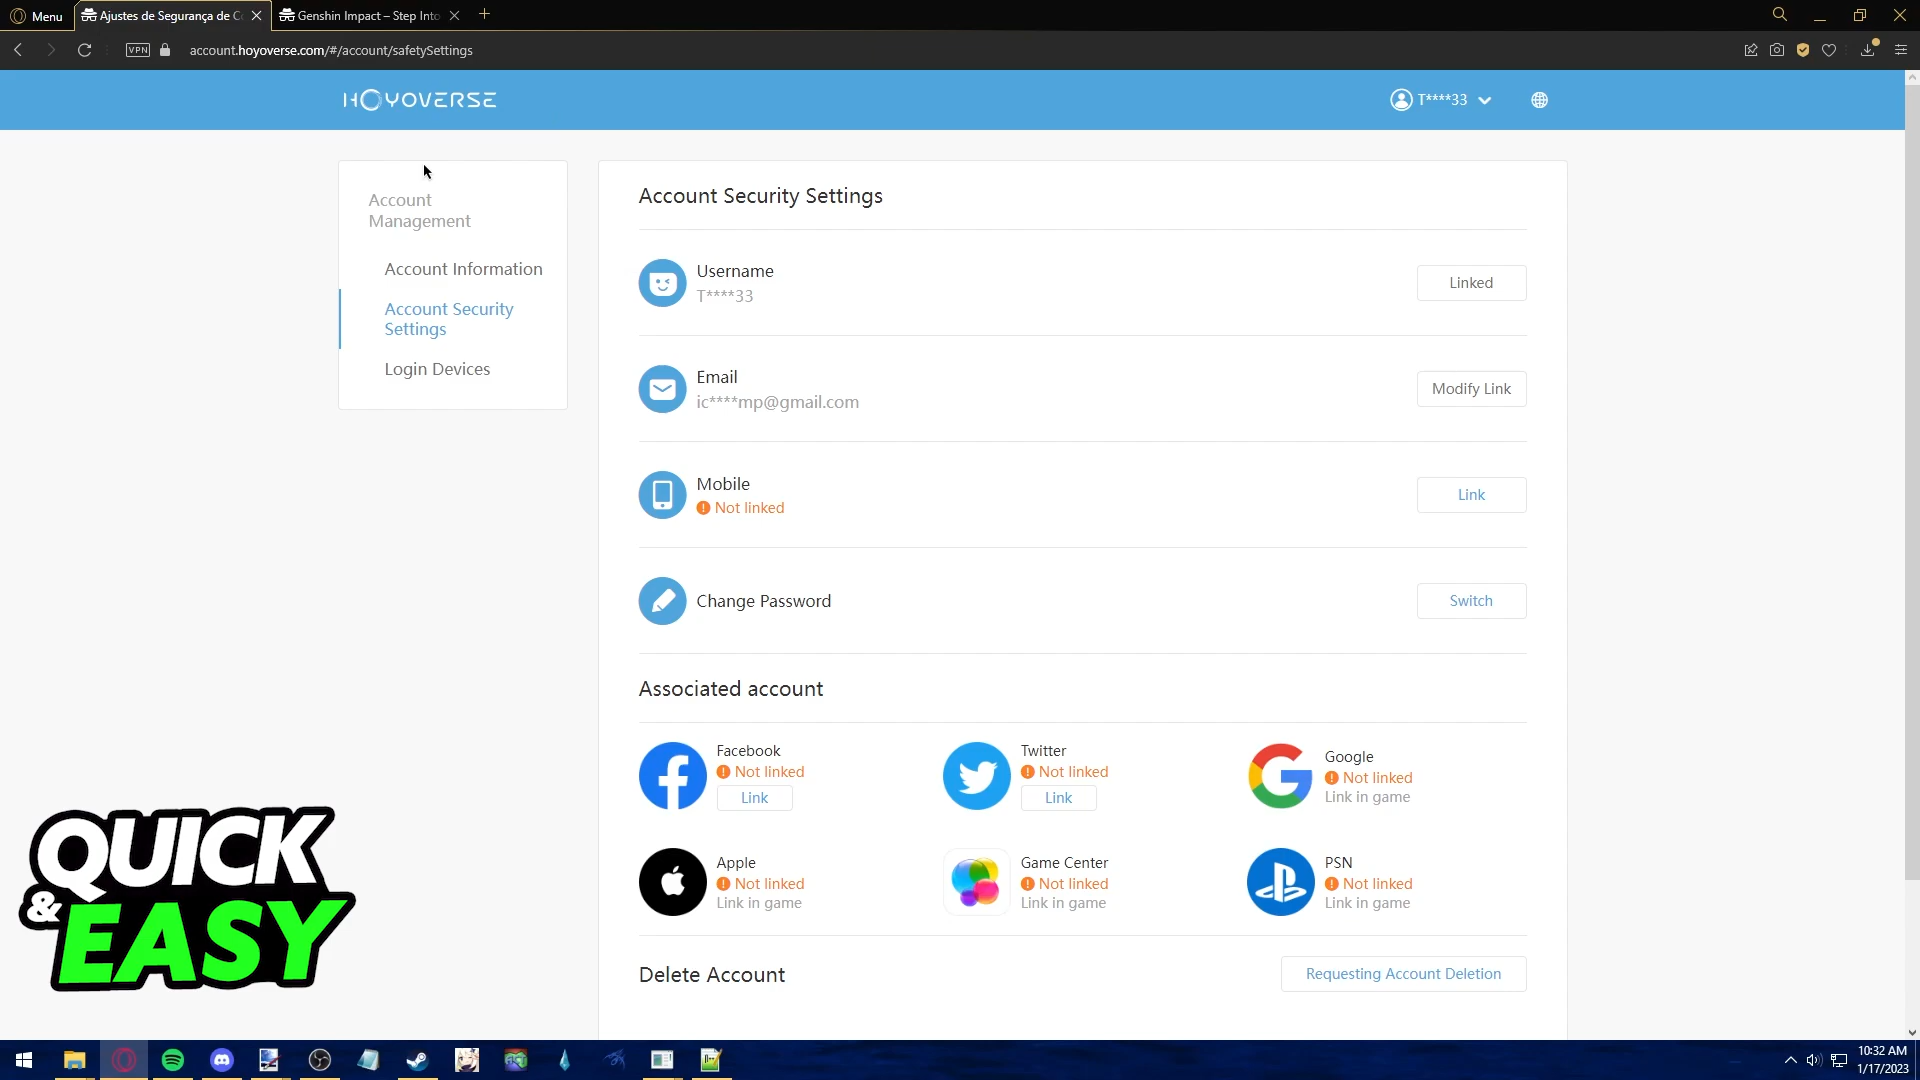 Menu
Ajustes de Segurança de C
Genshin Impact – Step Into
VPN
account.hoyoverse.com/#/account/safetySettings
HOYOVERSE
T****33
Account
Management
Account Information
Account Security
Settings
Login Devices
Account Security Settings
Username
T****33
Linked
Email
ic****mp@gmail.com
Modify Link
Mobile
Not linked
Link
Change Password
Switch
Associated account
Facebook
Not linked
Link
Twitter
Not linked
Link
Google
Not linked
Link in game
Apple
Not linked
Link in game
Game Center
Not linked
Link in game
PSN
Not linked
Link in game
Delete Account
Requesting Account Deletion
QUICK
& EASY
10:32 AM
1/17/2023